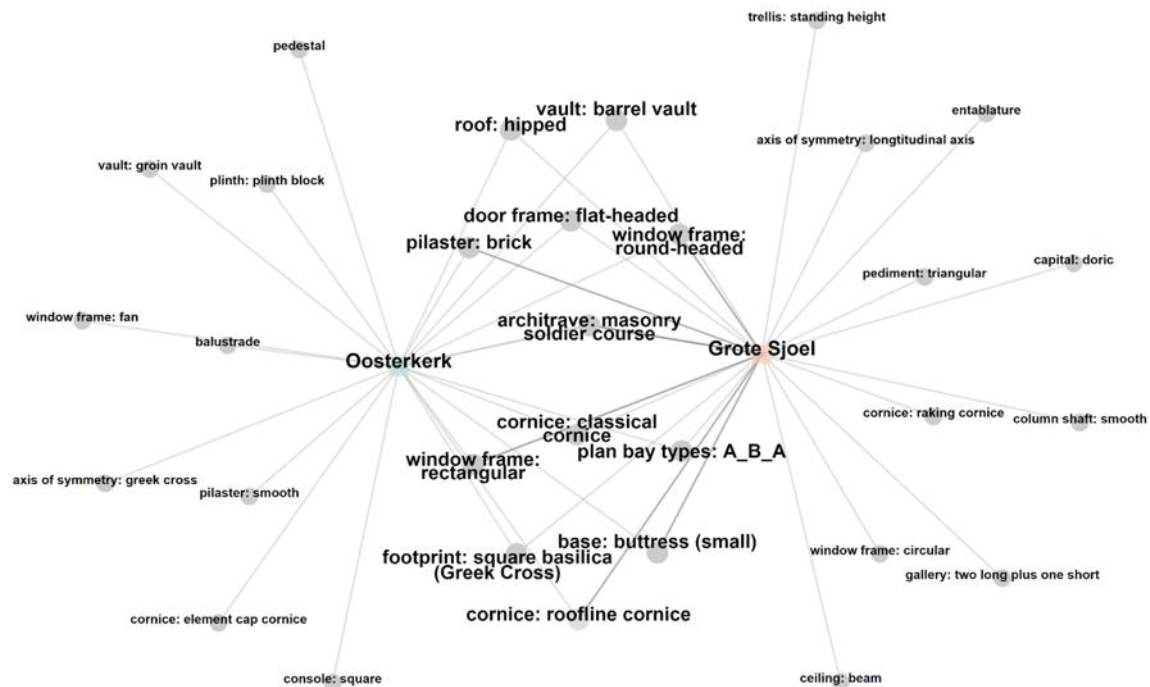 trellis: standing height
pedestal
vault: barrel vault
roof: hipped
entablature
axis of symmetry: longtitudinal axis
vault: groin vault
plinth: plinth block
door frame: flat-headed
pilaster: brick
window frame:
round-headed
capital: doric
pediment: triangular
window frame: fan
balustrade
architrave: masonry
soldier course
Oosterkerk
Grote Sjoel
cornice: classical
cornice
cornice: raking cornice
column shaft: smooth
plan bay types: A_B_A
window frame:
rectangular
axis of symmetry: greek cross
pilaster: smooth
base: buttress (small)
footprint: square basilica
(Greek Cross)
window frame: circular
gallery: two long plus one short
cornice: roofline cornice
cornice: element cap cornice
console: square
ceiling: beam